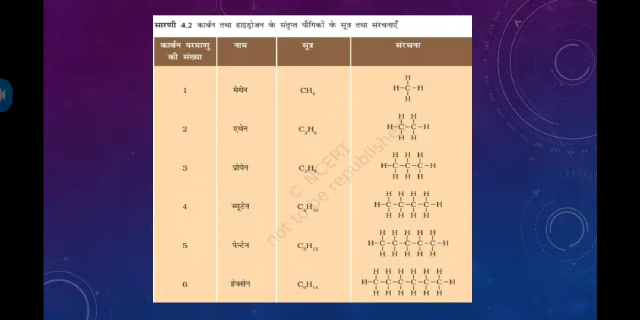 सारणी 4.2 कार्बन तथा हाइड्रोजन के संतृप्त यौगिकों के सूत्र तथा संरचनाएँ
कार्बन परमाणु की संख्या नाम सूत्र संरचना
1 मेथेन CH₄
H
H–C–H
H
2 एथेन C₂H₆
H H
H–C–C–H
H H
3 प्रोपेन C₃H₈
H H H
H–C–C–C–H
H H H
4 ब्यूटेन C₄H₁₀
H H H H
H–C–C–C–C–H
H H H H
5 पेन्टेन C₅H₁₂
H H H H H
H–C–C–C–C–C–H
H H H H H
6 हेक्सेन C₆H₁₄
H H H H H H
H–C–C–C–C–C–C–H
H H H H H H
© NCERT
not to be republished